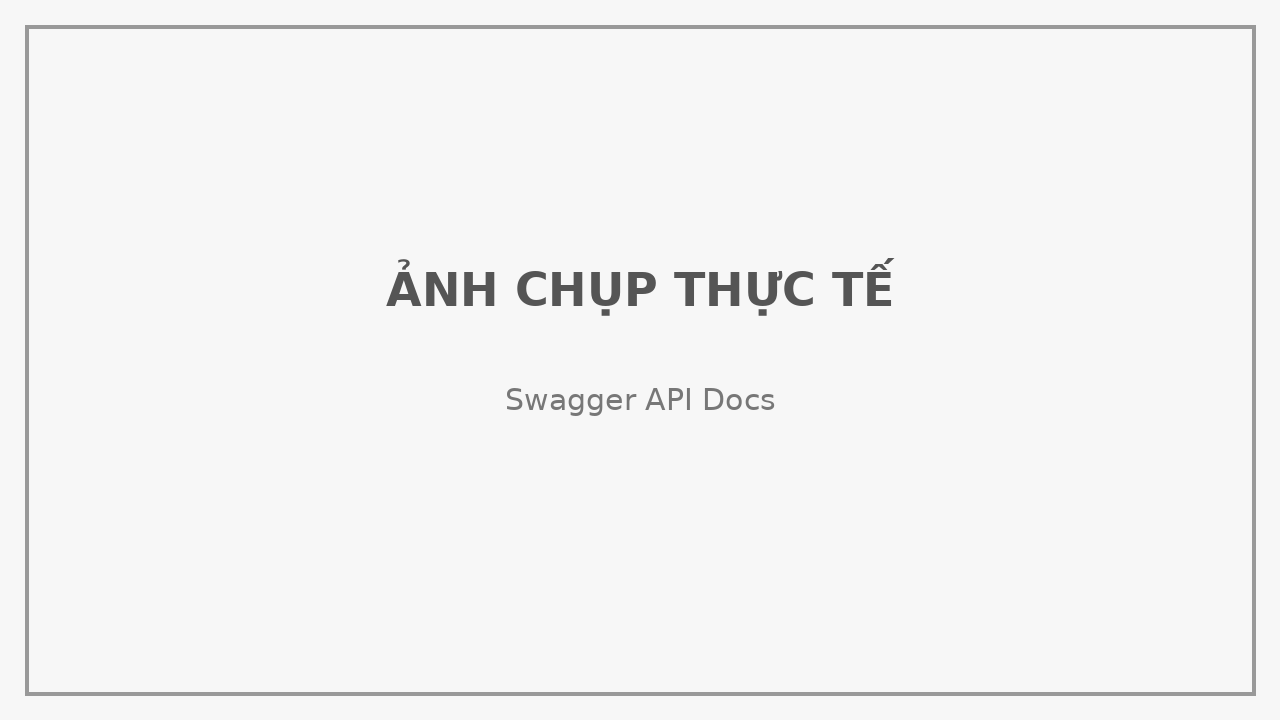 ẢNH CHỤP THỰC TẾ
Swagger API Docs